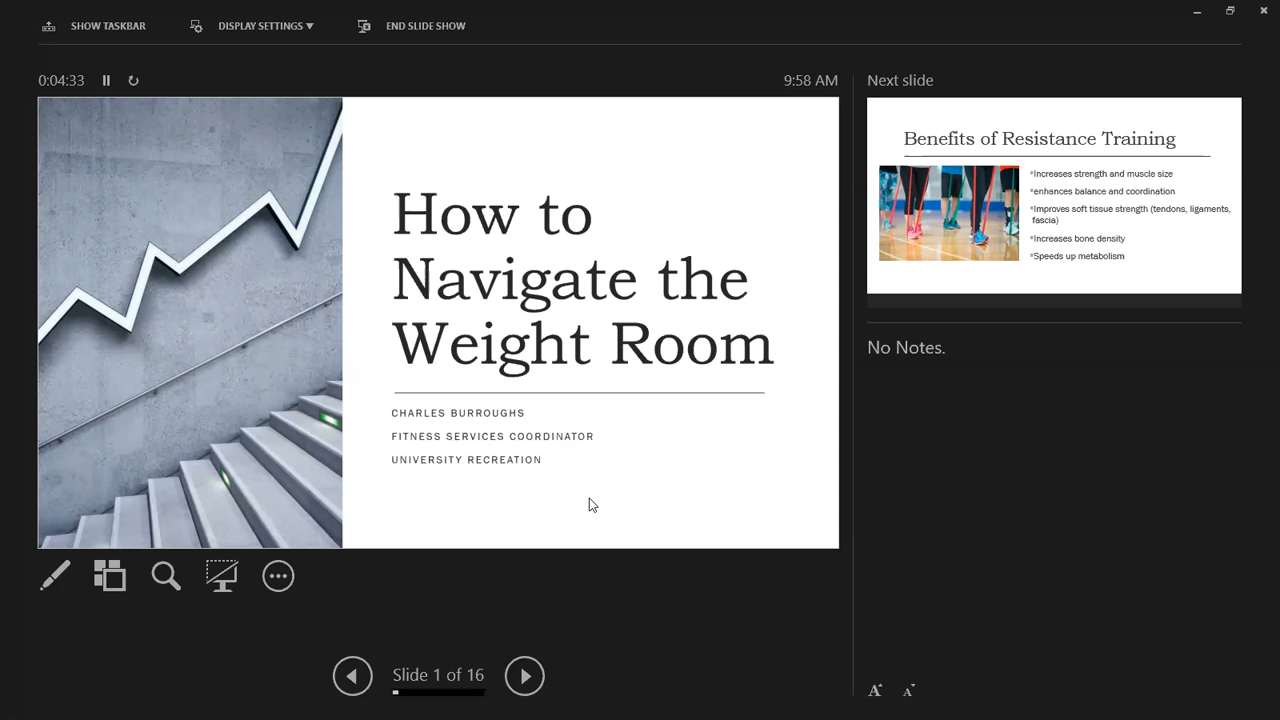 SHOW TASKBAR
DISPLAY SETTINGS ▼
END SLIDE SHOW
0:04:33
9:58 AM
How to
Navigate the
Weight Room
CHARLES BURROUGHS
FITNESS SERVICES COORDINATOR
UNIVERSITY RECREATION
Slide 1 of 16
Next slide
Benefits of Resistance Training
*Increases strength and muscle size
*enhances balance and coordination
*Improves soft tissue strength (tendons, ligaments,
fascia)
*Increases bone density
*Speeds up metabolism
No Notes.
A A